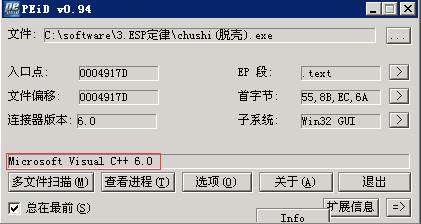 PEiD v0.94
文件: C:\software\3.ESP定律\chushi(脱壳).exe ...
入口点: 0004917D EP 段: .text >
文件偏移: 0004917D 首字节: 55,8B,EC,6A >
连接器版本: 6.0 子系统: Win32 GUI >
Microsoft Visual C++ 6.0
多文件扫描(M) 查看进程(T) 选项(O) 关于(A) 退出
总在最前(S) 扩展信息 =>
Info